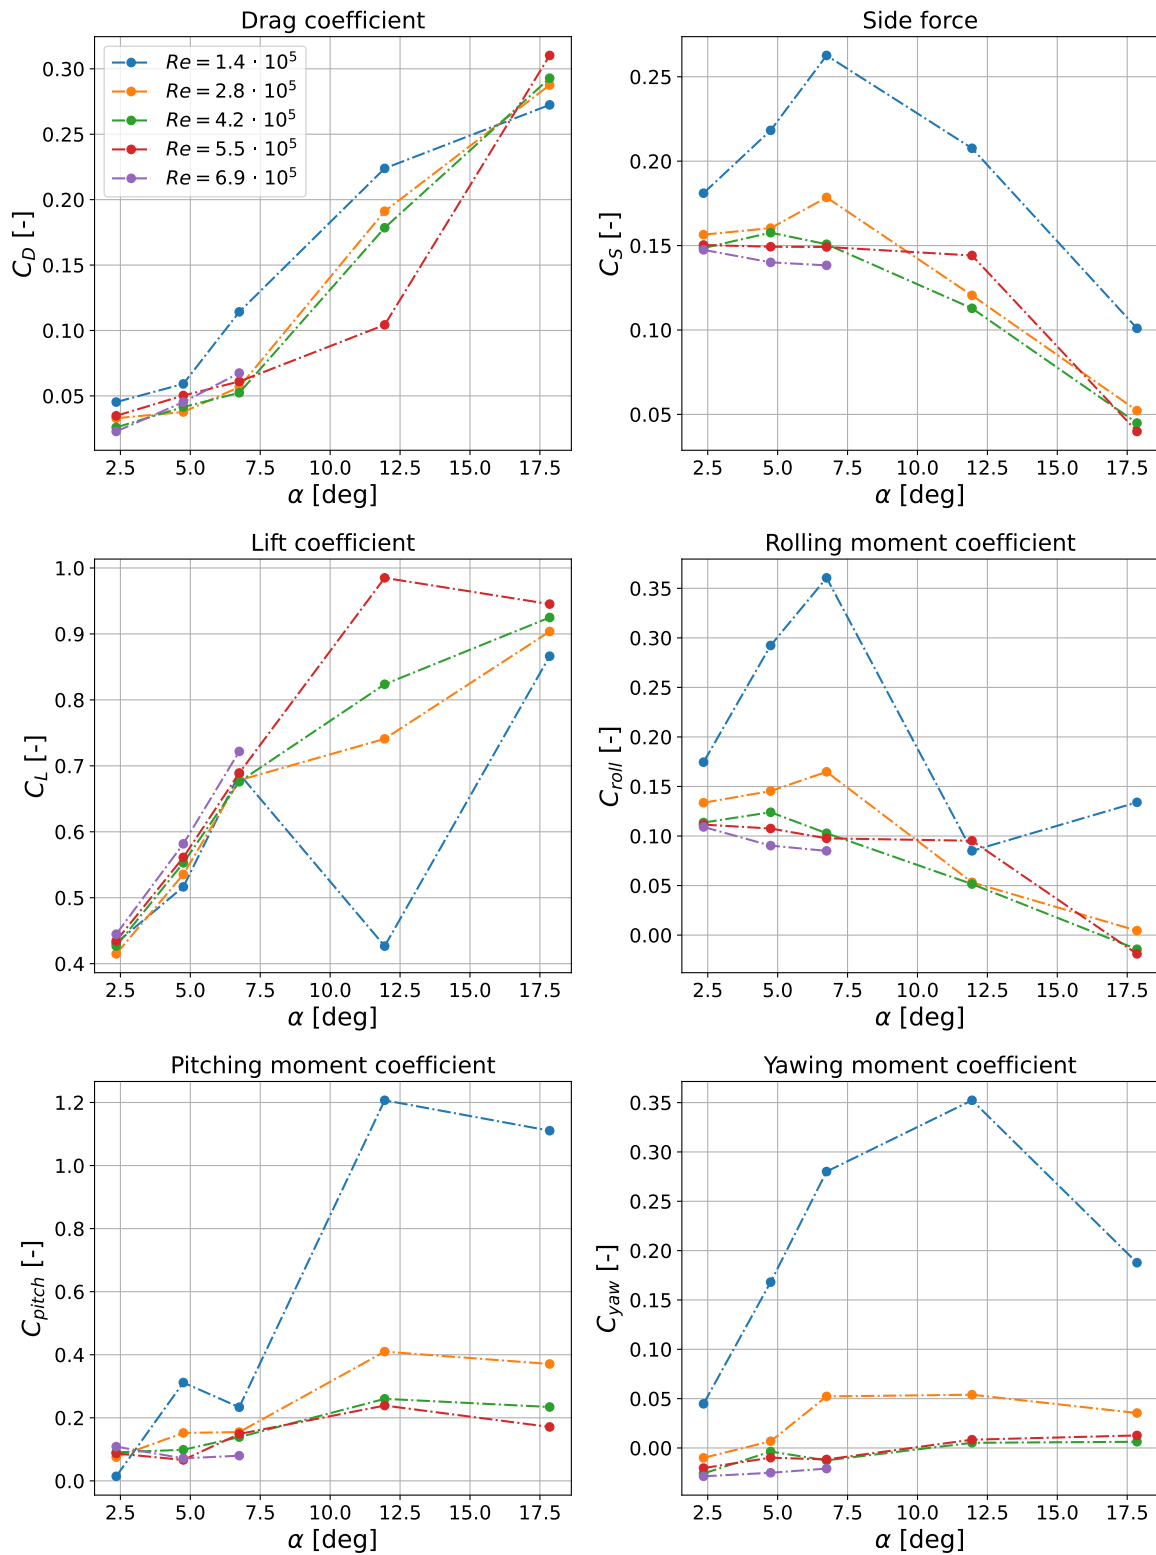 Drag coefficient
C_D [-]
0.30
0.25
0.20
0.15
0.10
0.05
Re = 1.4 · 10⁵
Re = 2.8 · 10⁵
Re = 4.2 · 10⁵
Re = 5.5 · 10⁵
Re = 6.9 · 10⁵
2.5 5.0 7.5 10.0 12.5 15.0 17.5
α [deg]
Side force
C_S [-]
0.25
0.20
0.15
0.10
0.05
2.5 5.0 7.5 10.0 12.5 15.0 17.5
α [deg]
Lift coefficient
C_L [-]
1.0
0.9
0.8
0.7
0.6
0.5
0.4
2.5 5.0 7.5 10.0 12.5 15.0 17.5
α [deg]
Rolling moment coefficient
C_roll [-]
0.35
0.30
0.25
0.20
0.15
0.10
0.05
0.00
2.5 5.0 7.5 10.0 12.5 15.0 17.5
α [deg]
Pitching moment coefficient
C_pitch [-]
1.2
1.0
0.8
0.6
0.4
0.2
0.0
2.5 5.0 7.5 10.0 12.5 15.0 17.5
α [deg]
Yawing moment coefficient
C_yaw [-]
0.35
0.30
0.25
0.20
0.15
0.10
0.05
0.00
2.5 5.0 7.5 10.0 12.5 15.0 17.5
α [deg]